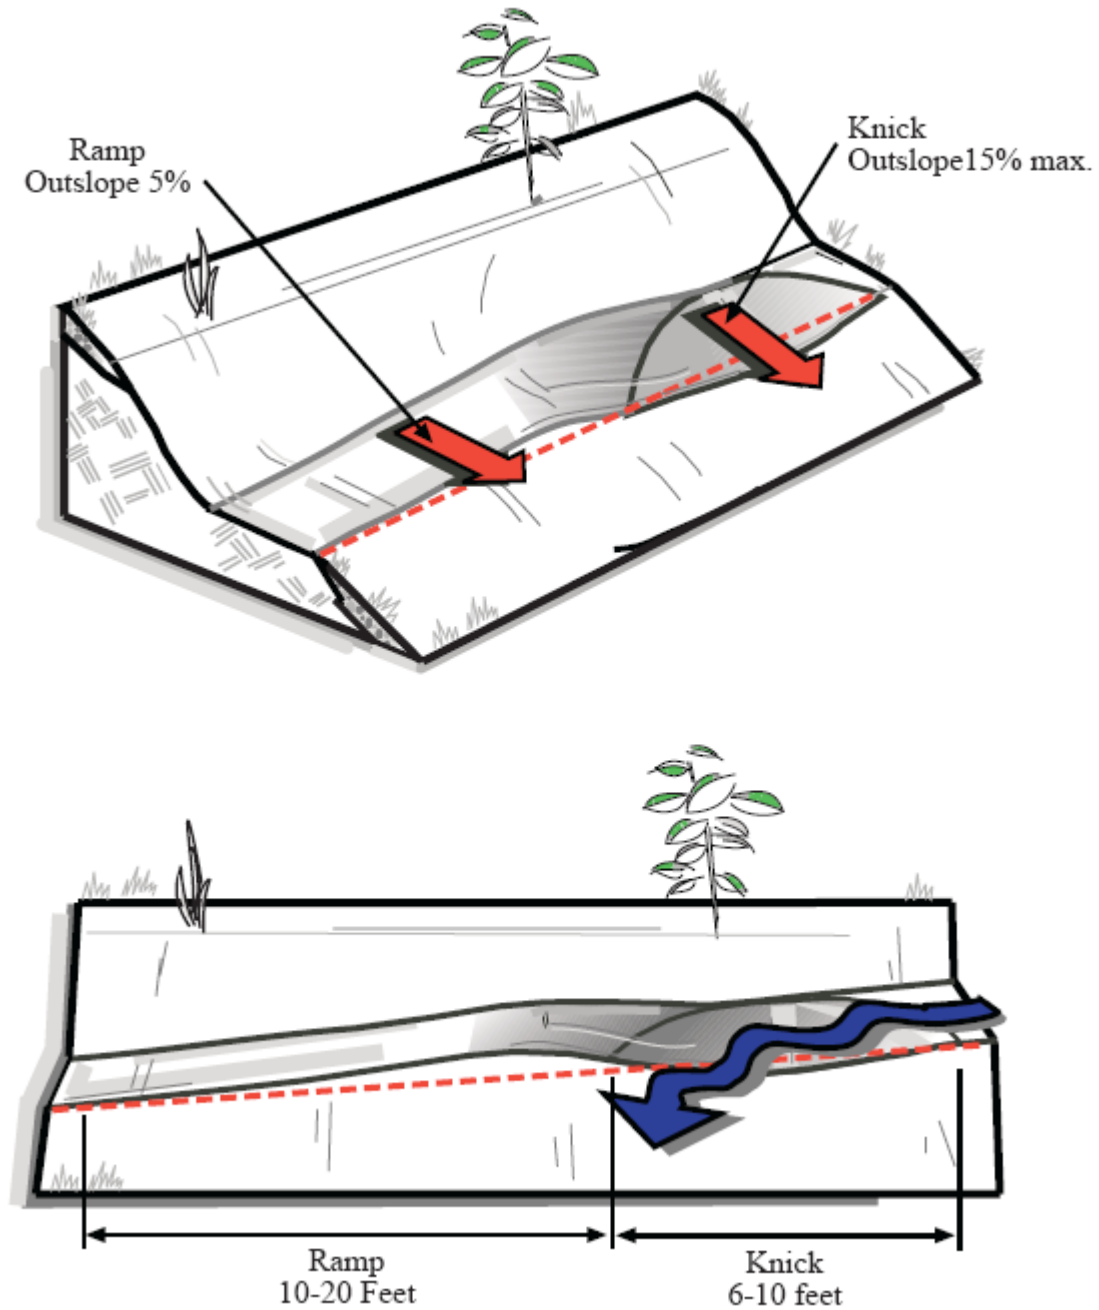 Ramp
Outslope 5%
Knick
Outslope15% max.
Ramp
10-20 Feet
Knick
6-10 feet